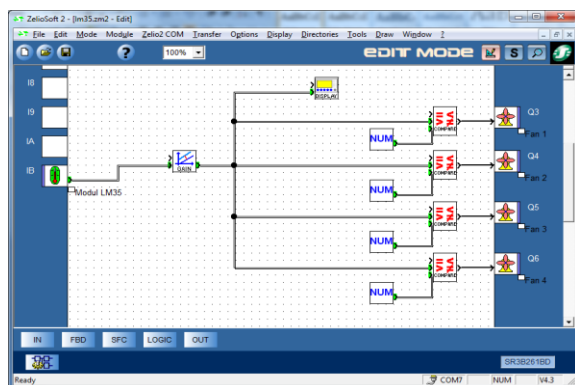 ZelioSoft 2 - [lm35.zm2 - Edit]
File Edit Mode Module Zelio2 COM Transfer Options Display Directories Tools Draw Window ?
? 100% EDIT MODE S
I8
I9
IA
IB
Modul LM35
GAIN
DISPLAY
NUM
COMPARE
Q3
Fan 1
NUM
COMPARE
Q4
Fan 2
NUM
COMPARE
Q5
Fan 3
NUM
COMPARE
Q6
Fan 4
IN FBD SFC LOGIC OUT
SR3B261BD
Ready COM7 NUM V4.3